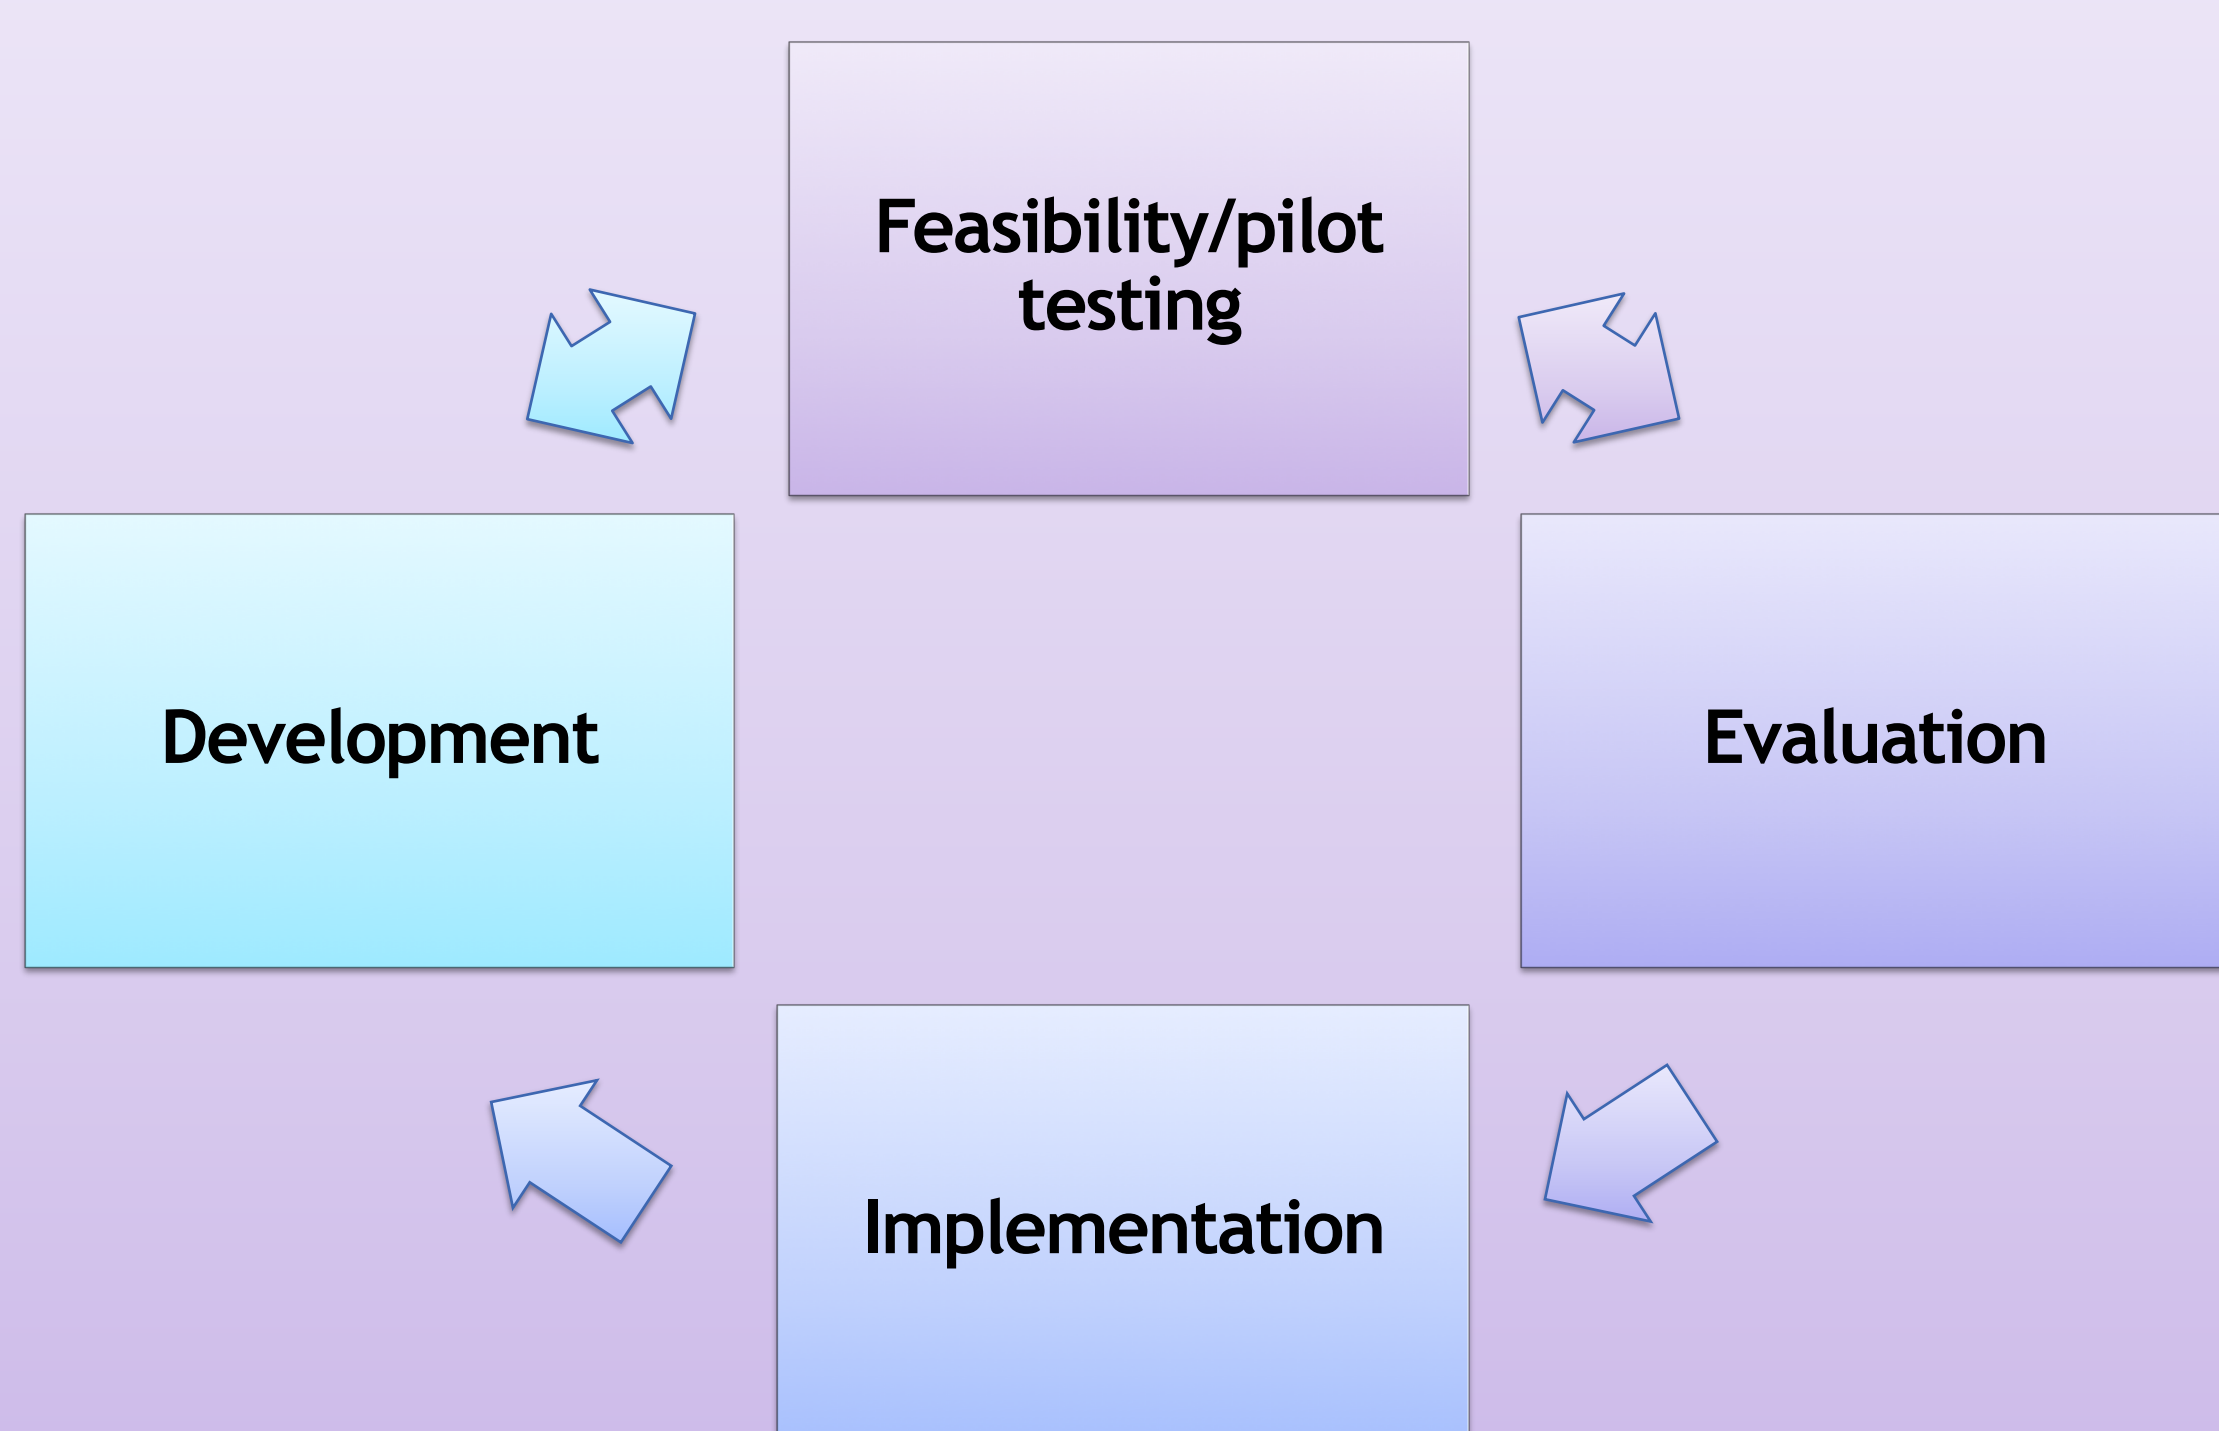 Feasibility/pilot
testing
Development
Evaluation
Implementation